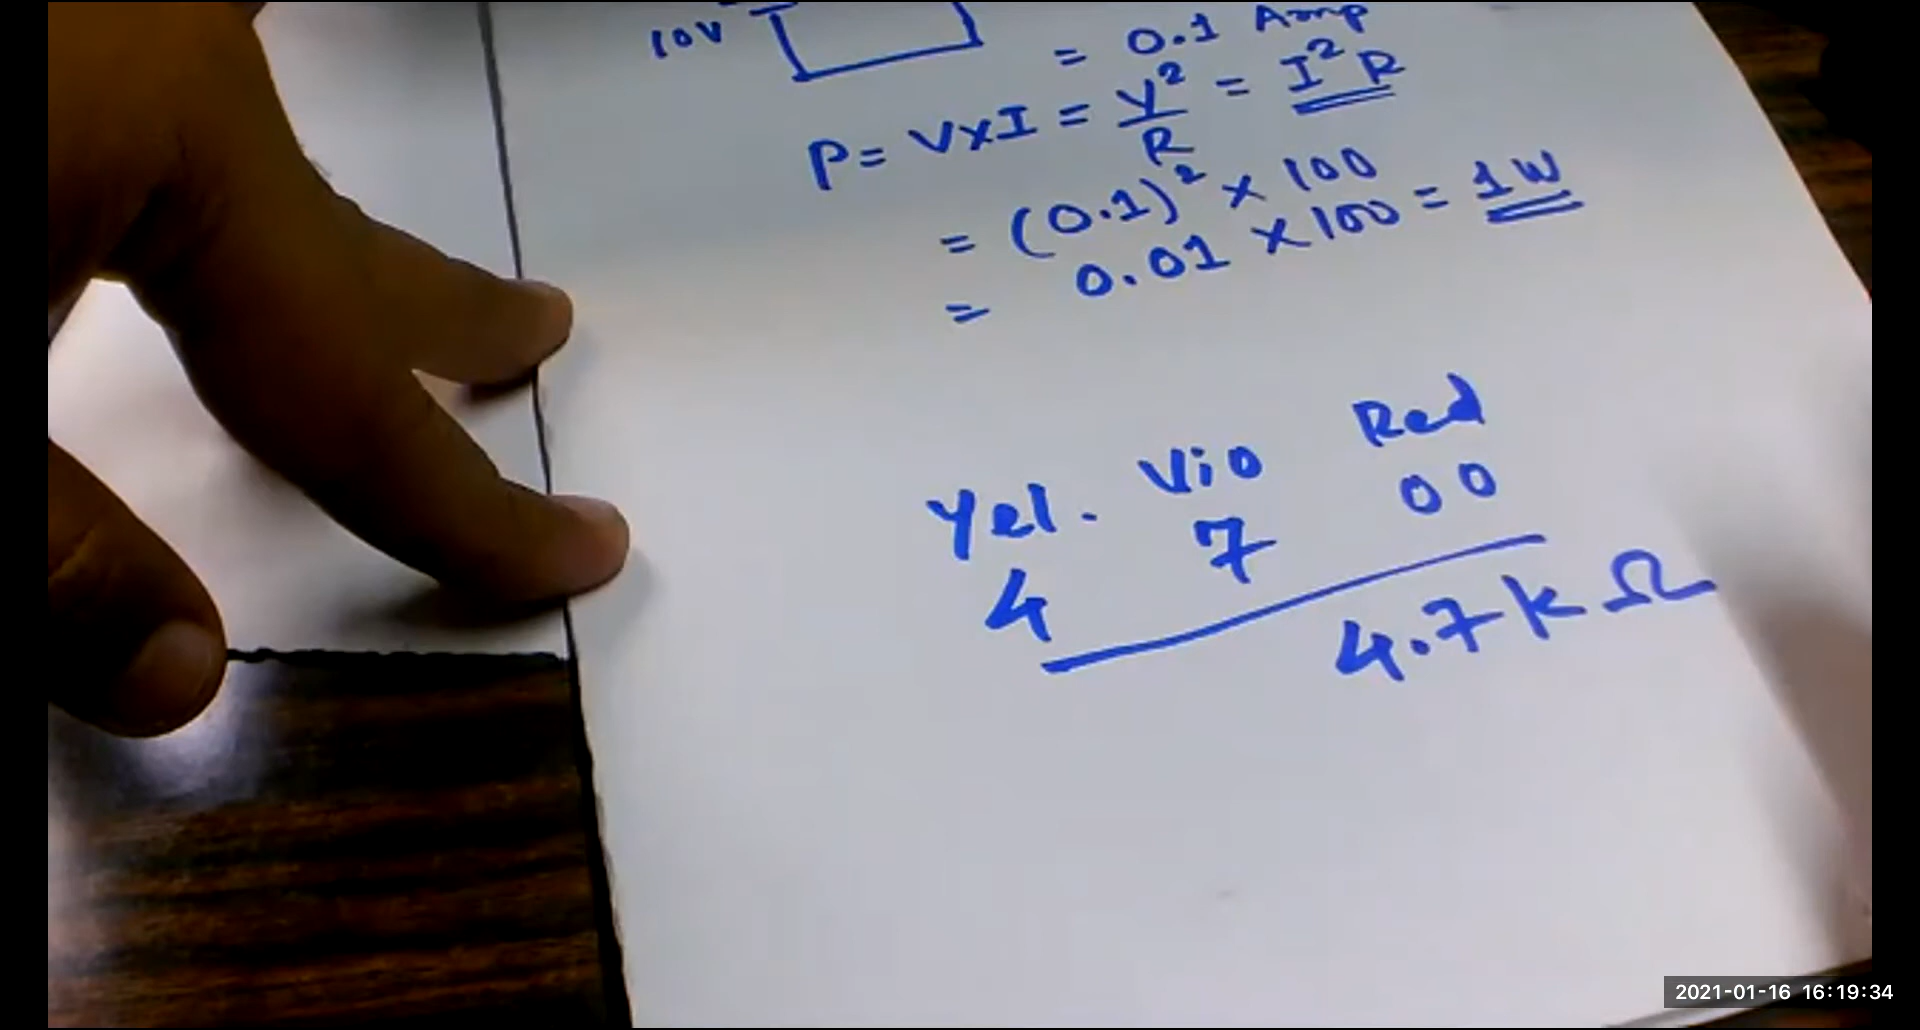 10V
= 0.1 Amp
P = V×I = V²/R = I²R
= (0.1)² × 100
= 0.01 × 100 = 1W
Yel. Vio Red
4 7 00
4.7kΩ
2021-01-16 16:19:34